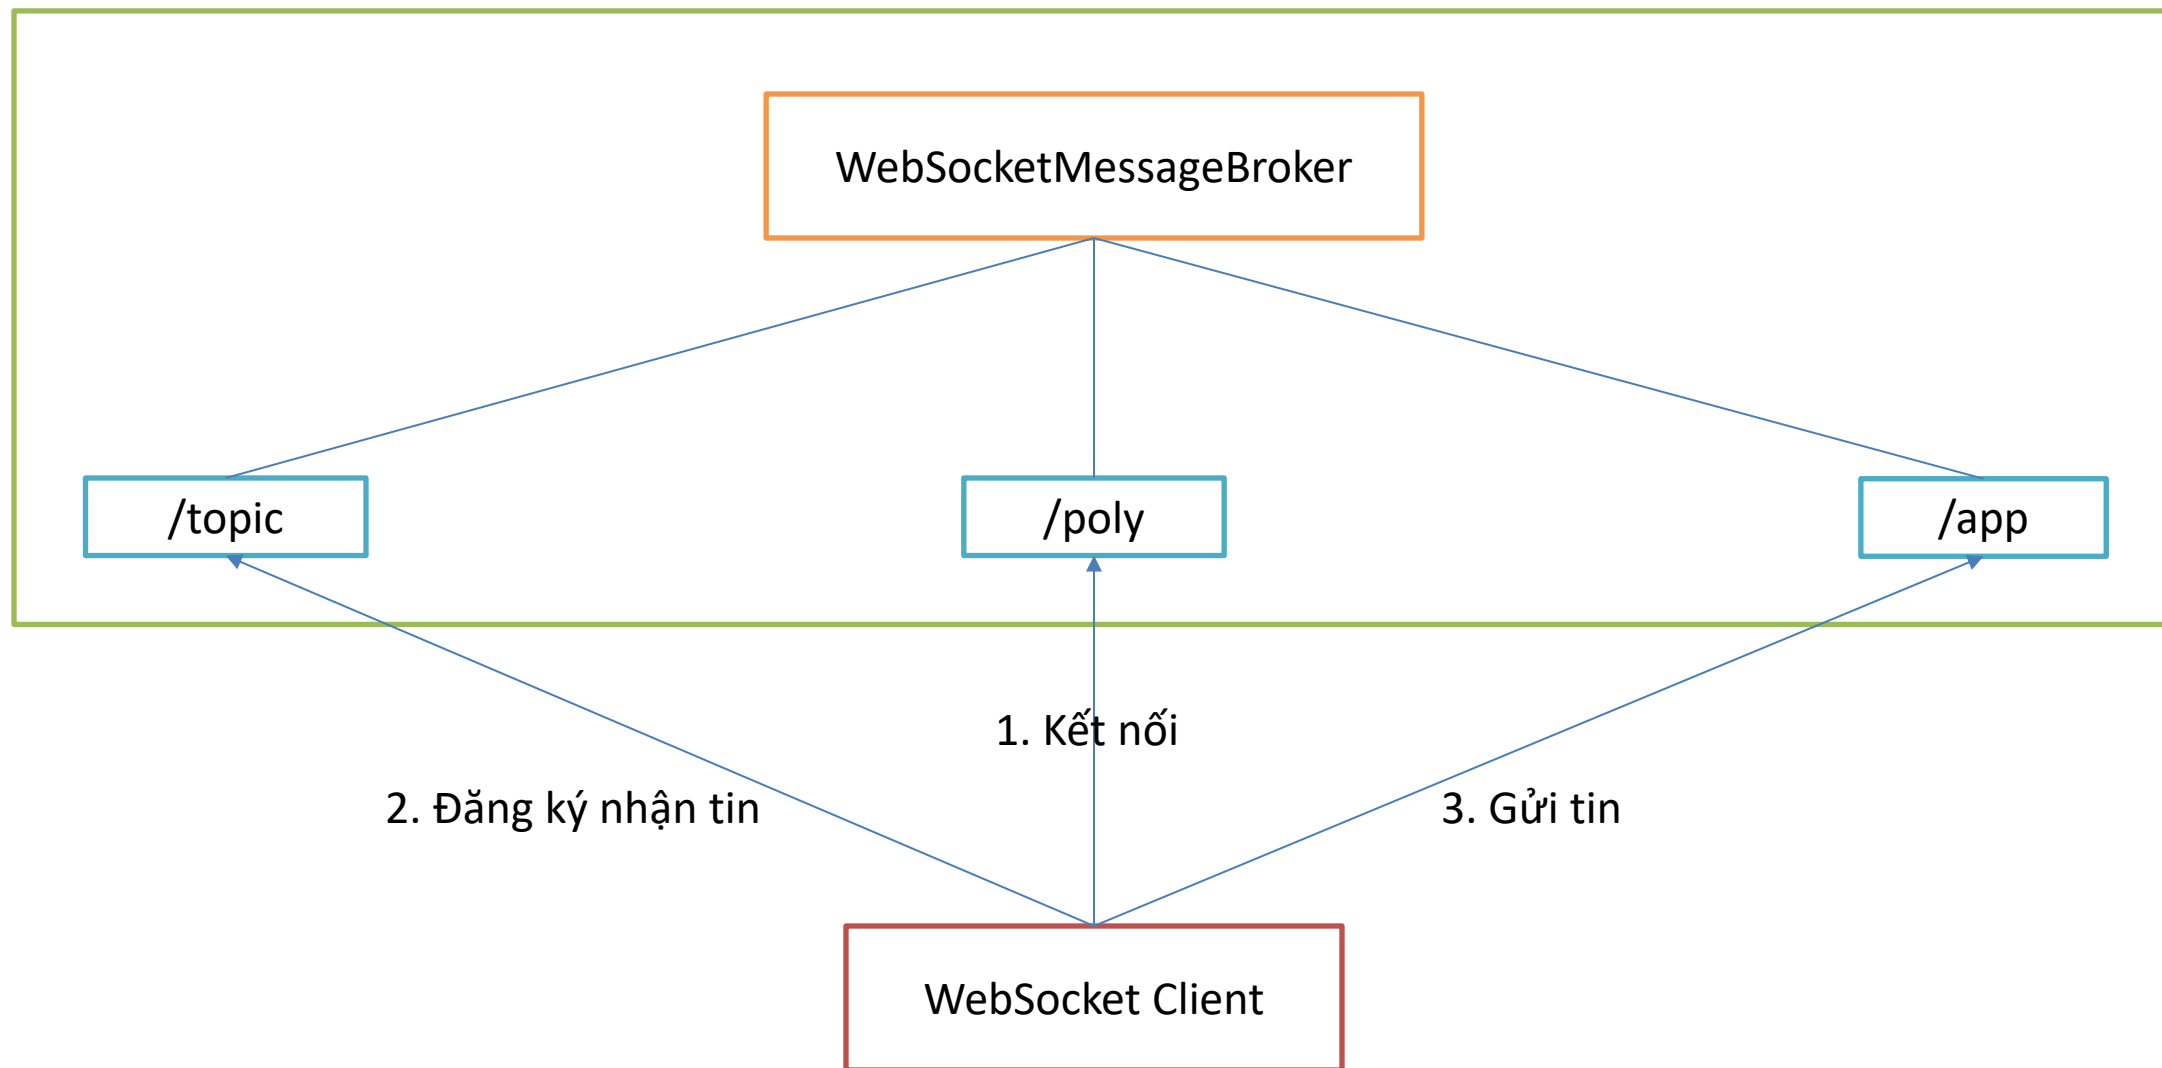 WebSocketMessageBroker
/topic
/poly
/app
1. Kết nối
2. Đăng ký nhận tin
3. Gửi tin
WebSocket Client